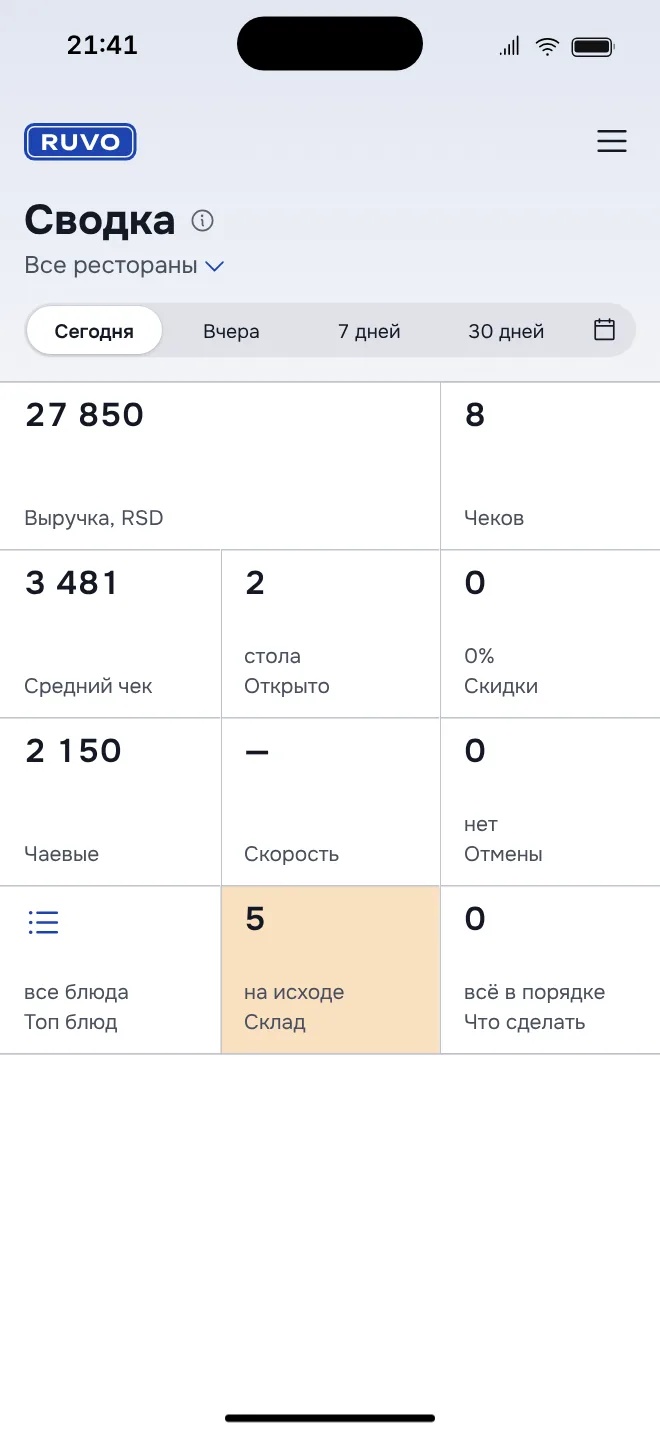 21:41
RUVO
Сводка
Все рестораны
Сегодня Вчера 7 дней 30 дней
27 850
Выручка, RSD
8
Чеков
3 481
Средний чек
2
стола
Открыто
0
0%
Скидки
2 150
Чаевые
—
Скорость
0
нет
Отмены
все блюда
Топ блюд
5
на исходе
Склад
0
всё в порядке
Что сделать